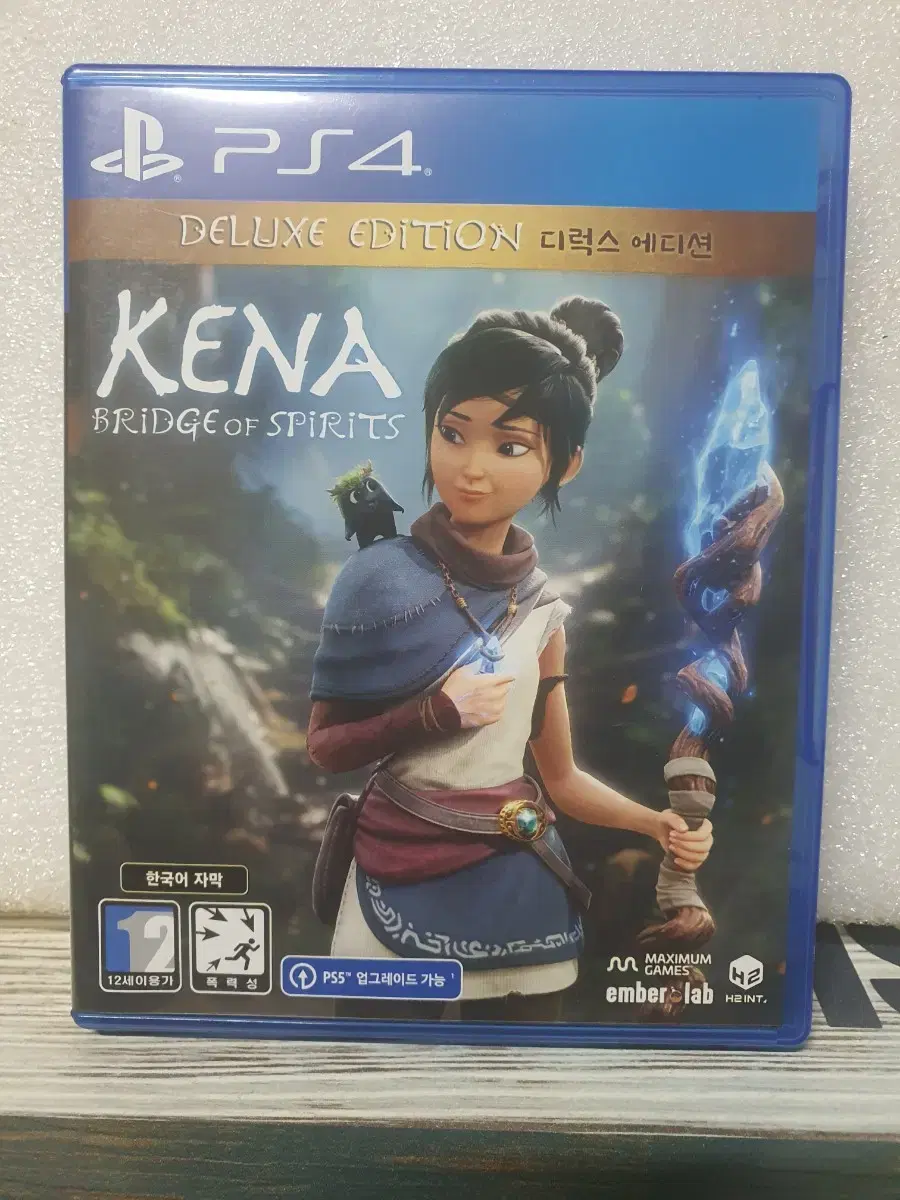 PS4
DELUXE EDITION 디럭스 에디션
KENA
BRIDGE OF SPIRITS
한국어 자막
12
12세이용가
폭력성
PS5™ 업그레이드 가능 ¹
MAXIMUM
GAMES
ember lab
H2
H2 INT.